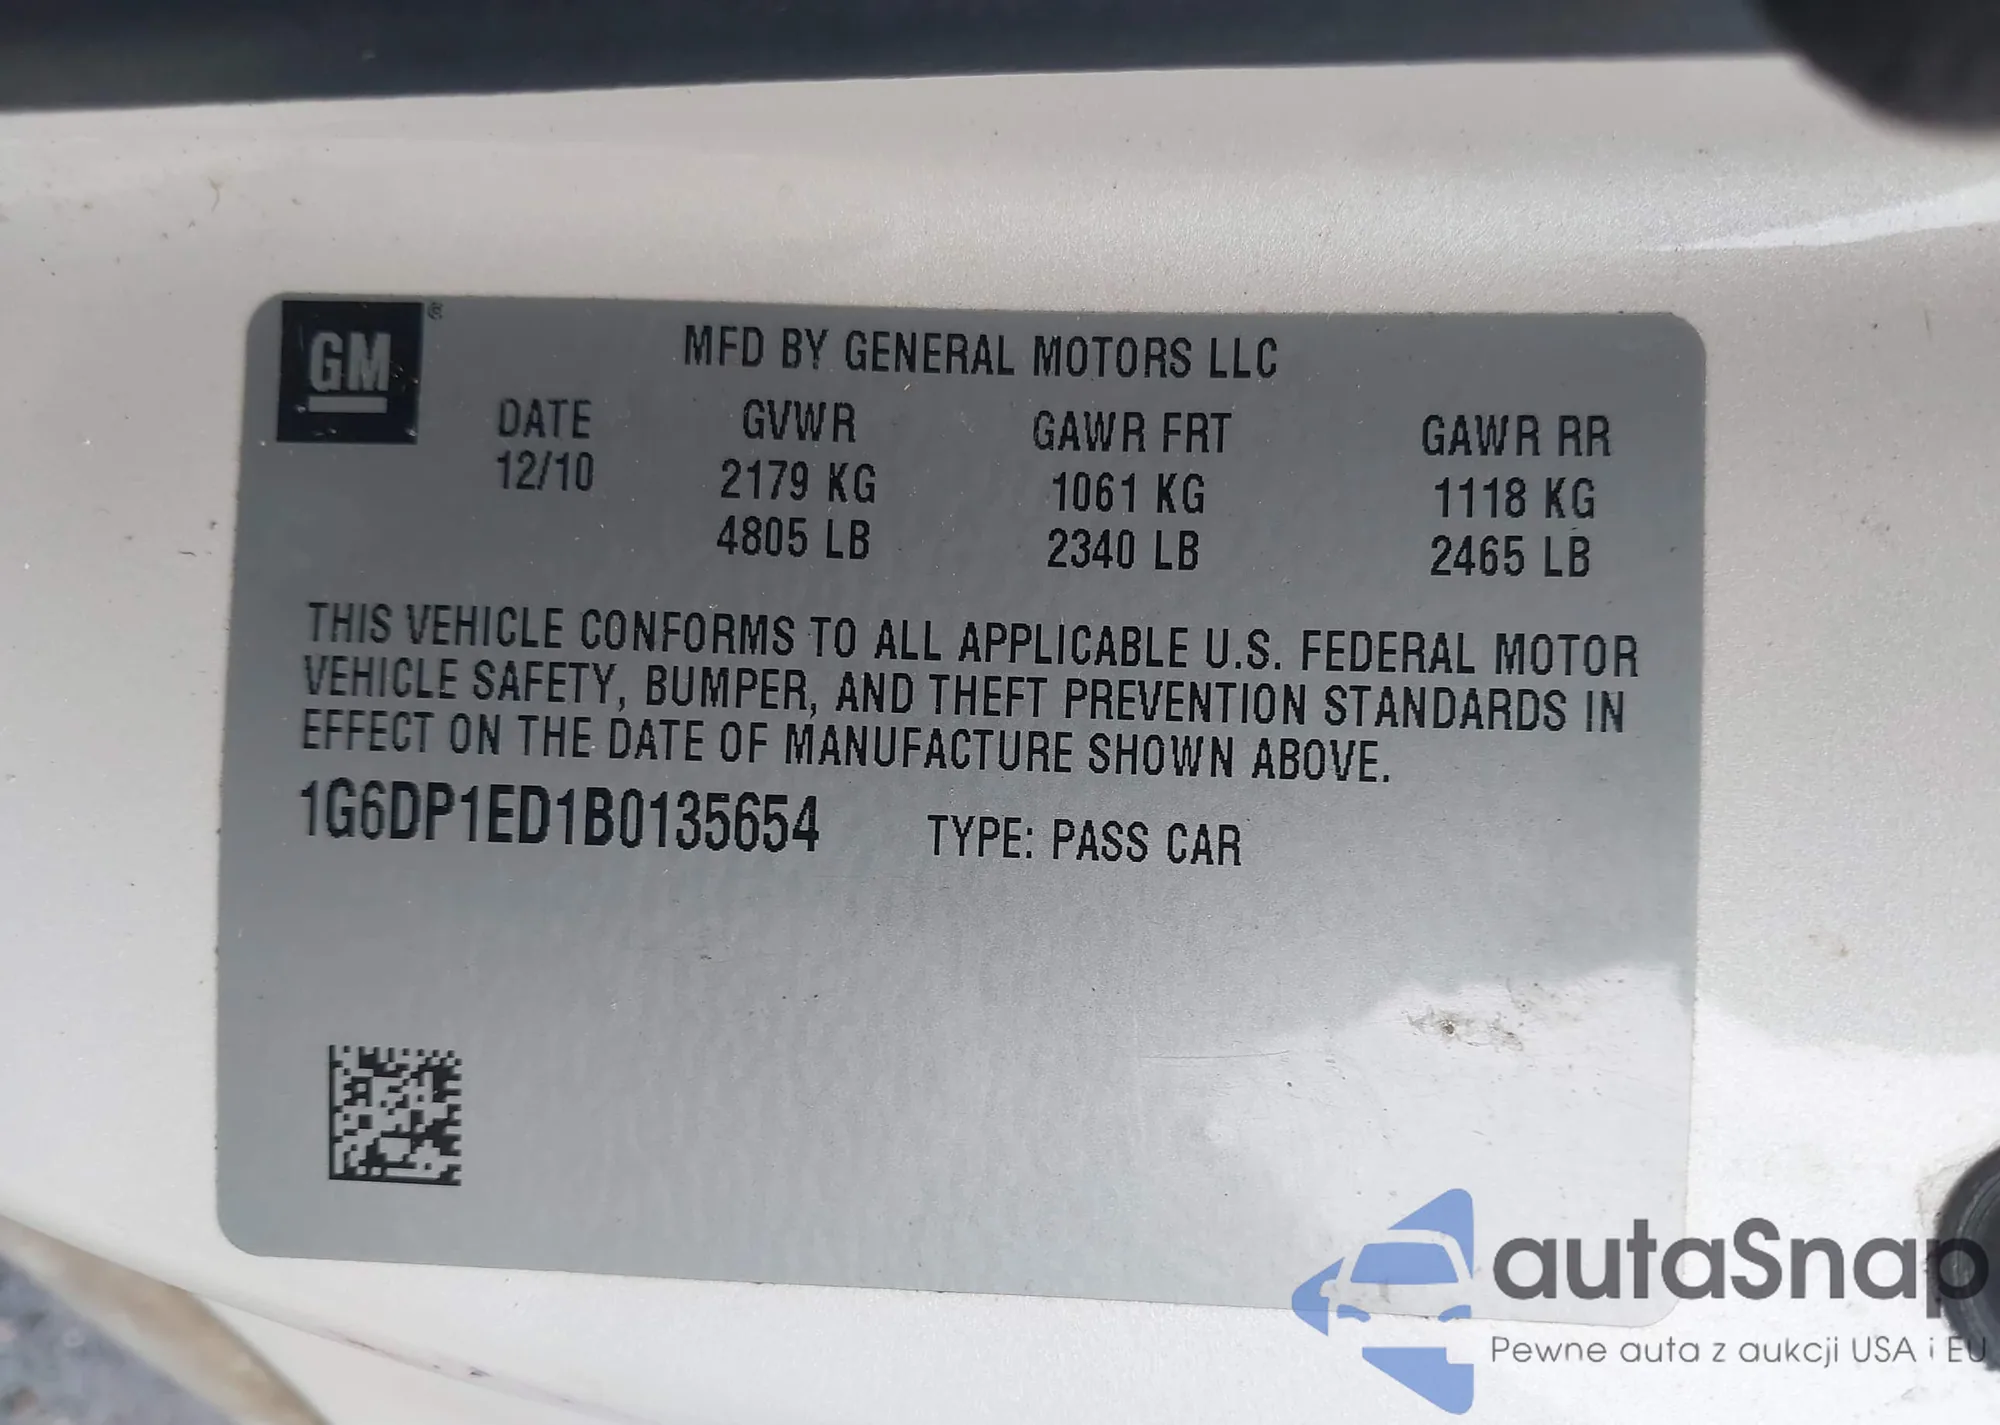 GM ®
MFD BY GENERAL MOTORS LLC
DATE GVWR GAWR FRT GAWR RR
12/10 2179 KG 1061 KG 1118 KG
4805 LB 2340 LB 2465 LB
THIS VEHICLE CONFORMS TO ALL APPLICABLE U.S. FEDERAL MOTOR
VEHICLE SAFETY, BUMPER, AND THEFT PREVENTION STANDARDS IN
EFFECT ON THE DATE OF MANUFACTURE SHOWN ABOVE.
1G6DP1ED1B0135654 TYPE: PASS CAR
autaSnap
Pewne auta z aukcji USA i EU